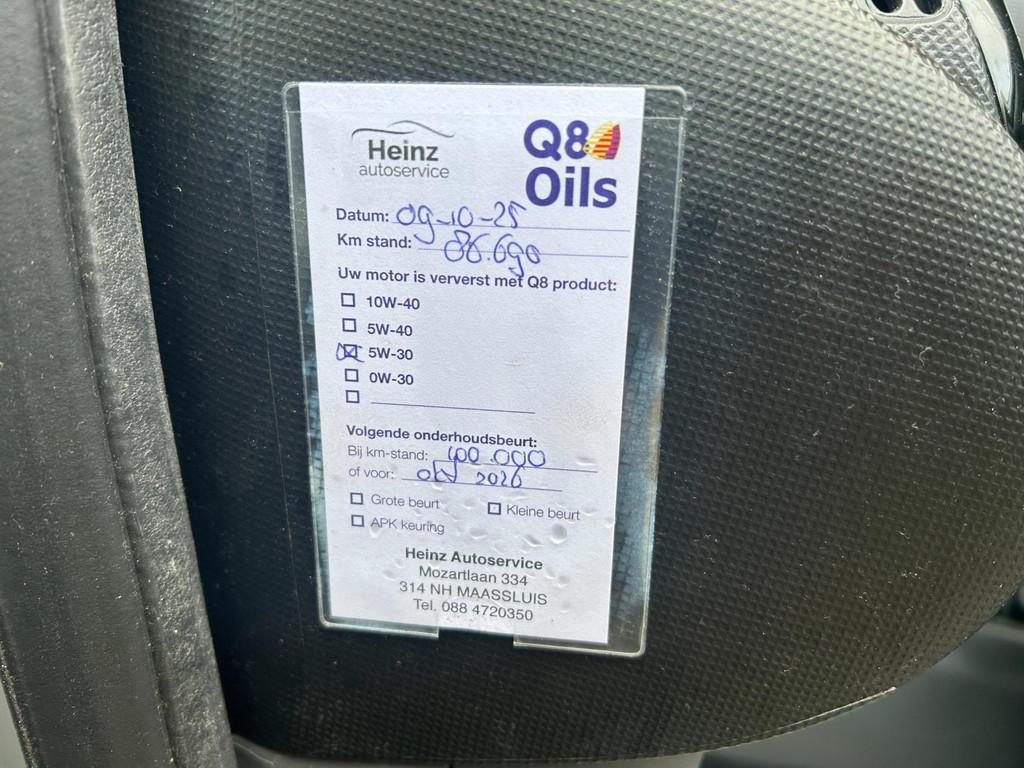 Heinz
autoservice
Q8
Oils
Datum: 09-10-25
Km stand: 86.690
Uw motor is ververst met Q8 product:
10W-40
5W-40
5W-30
0W-30
Volgende onderhoudsbeurt:
Bij km-stand: 100.000
of voor: okt 2026
Grote beurt
Kleine beurt
APK keuring
Heinz Autoservice
Mozartlaan 334
314 NH MAASSLUIS
Tel. 088 4720350